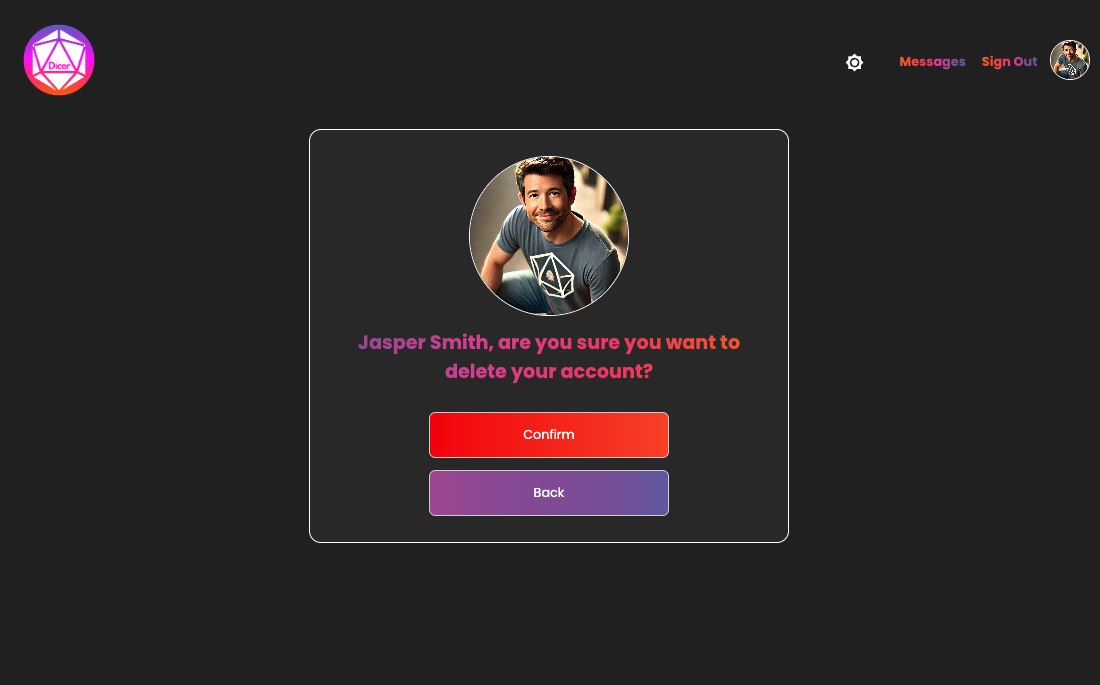 Dicer
Messages
Sign Out
Jasper Smith, are you sure you want to
delete your account?
Confirm
Back